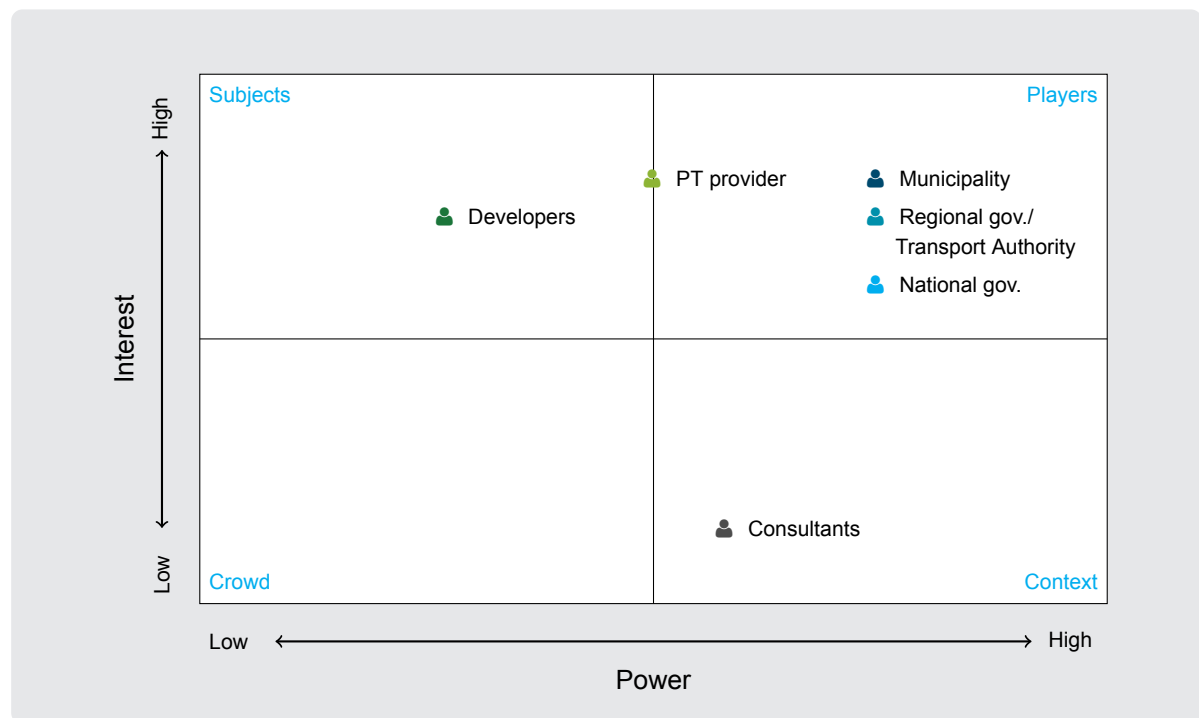 Subjects
Players
High
PT provider
Municipality
Developers
Regional gov./
Transport Authority
National gov.
Interest
Consultants
Low
Crowd
Context
Low
High
Power